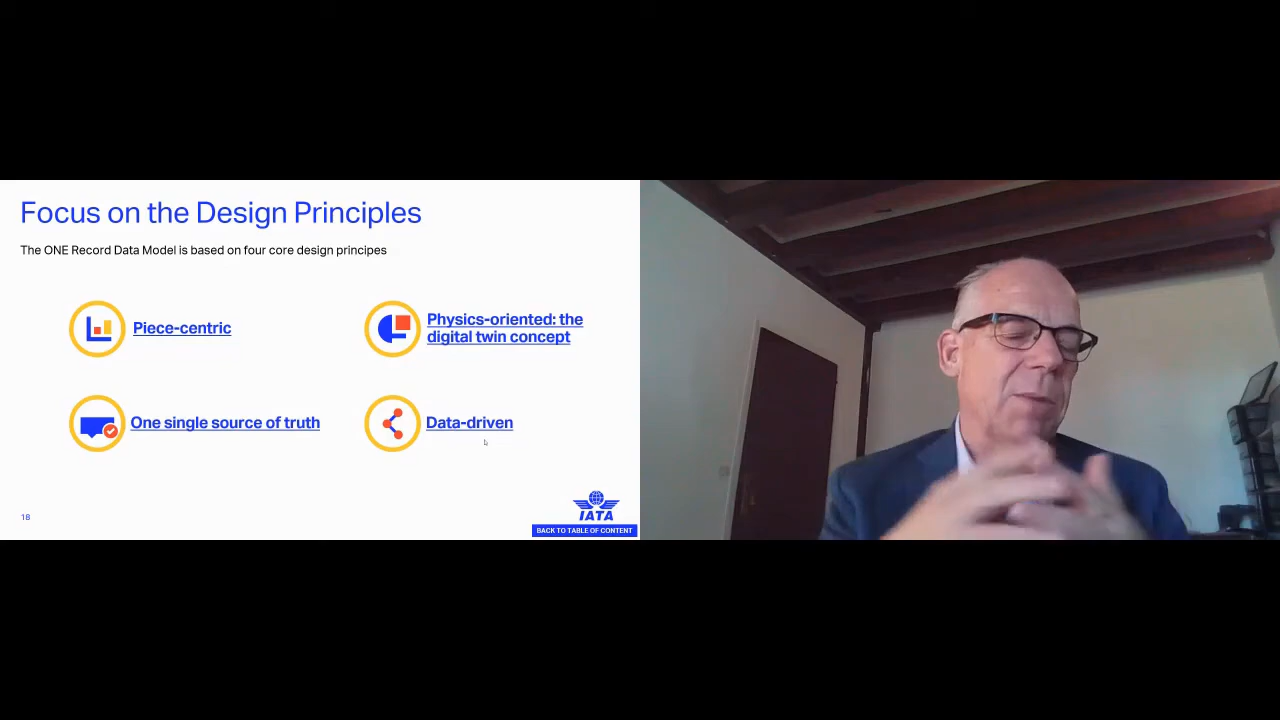 Focus on the Design Principles
The ONE Record Data Model is based on four core design principes
Piece-centric
Physics-oriented: the
digital twin concept
One single source of truth
Data-driven
18
IATA
BACK TO TABLE OF CONTENT